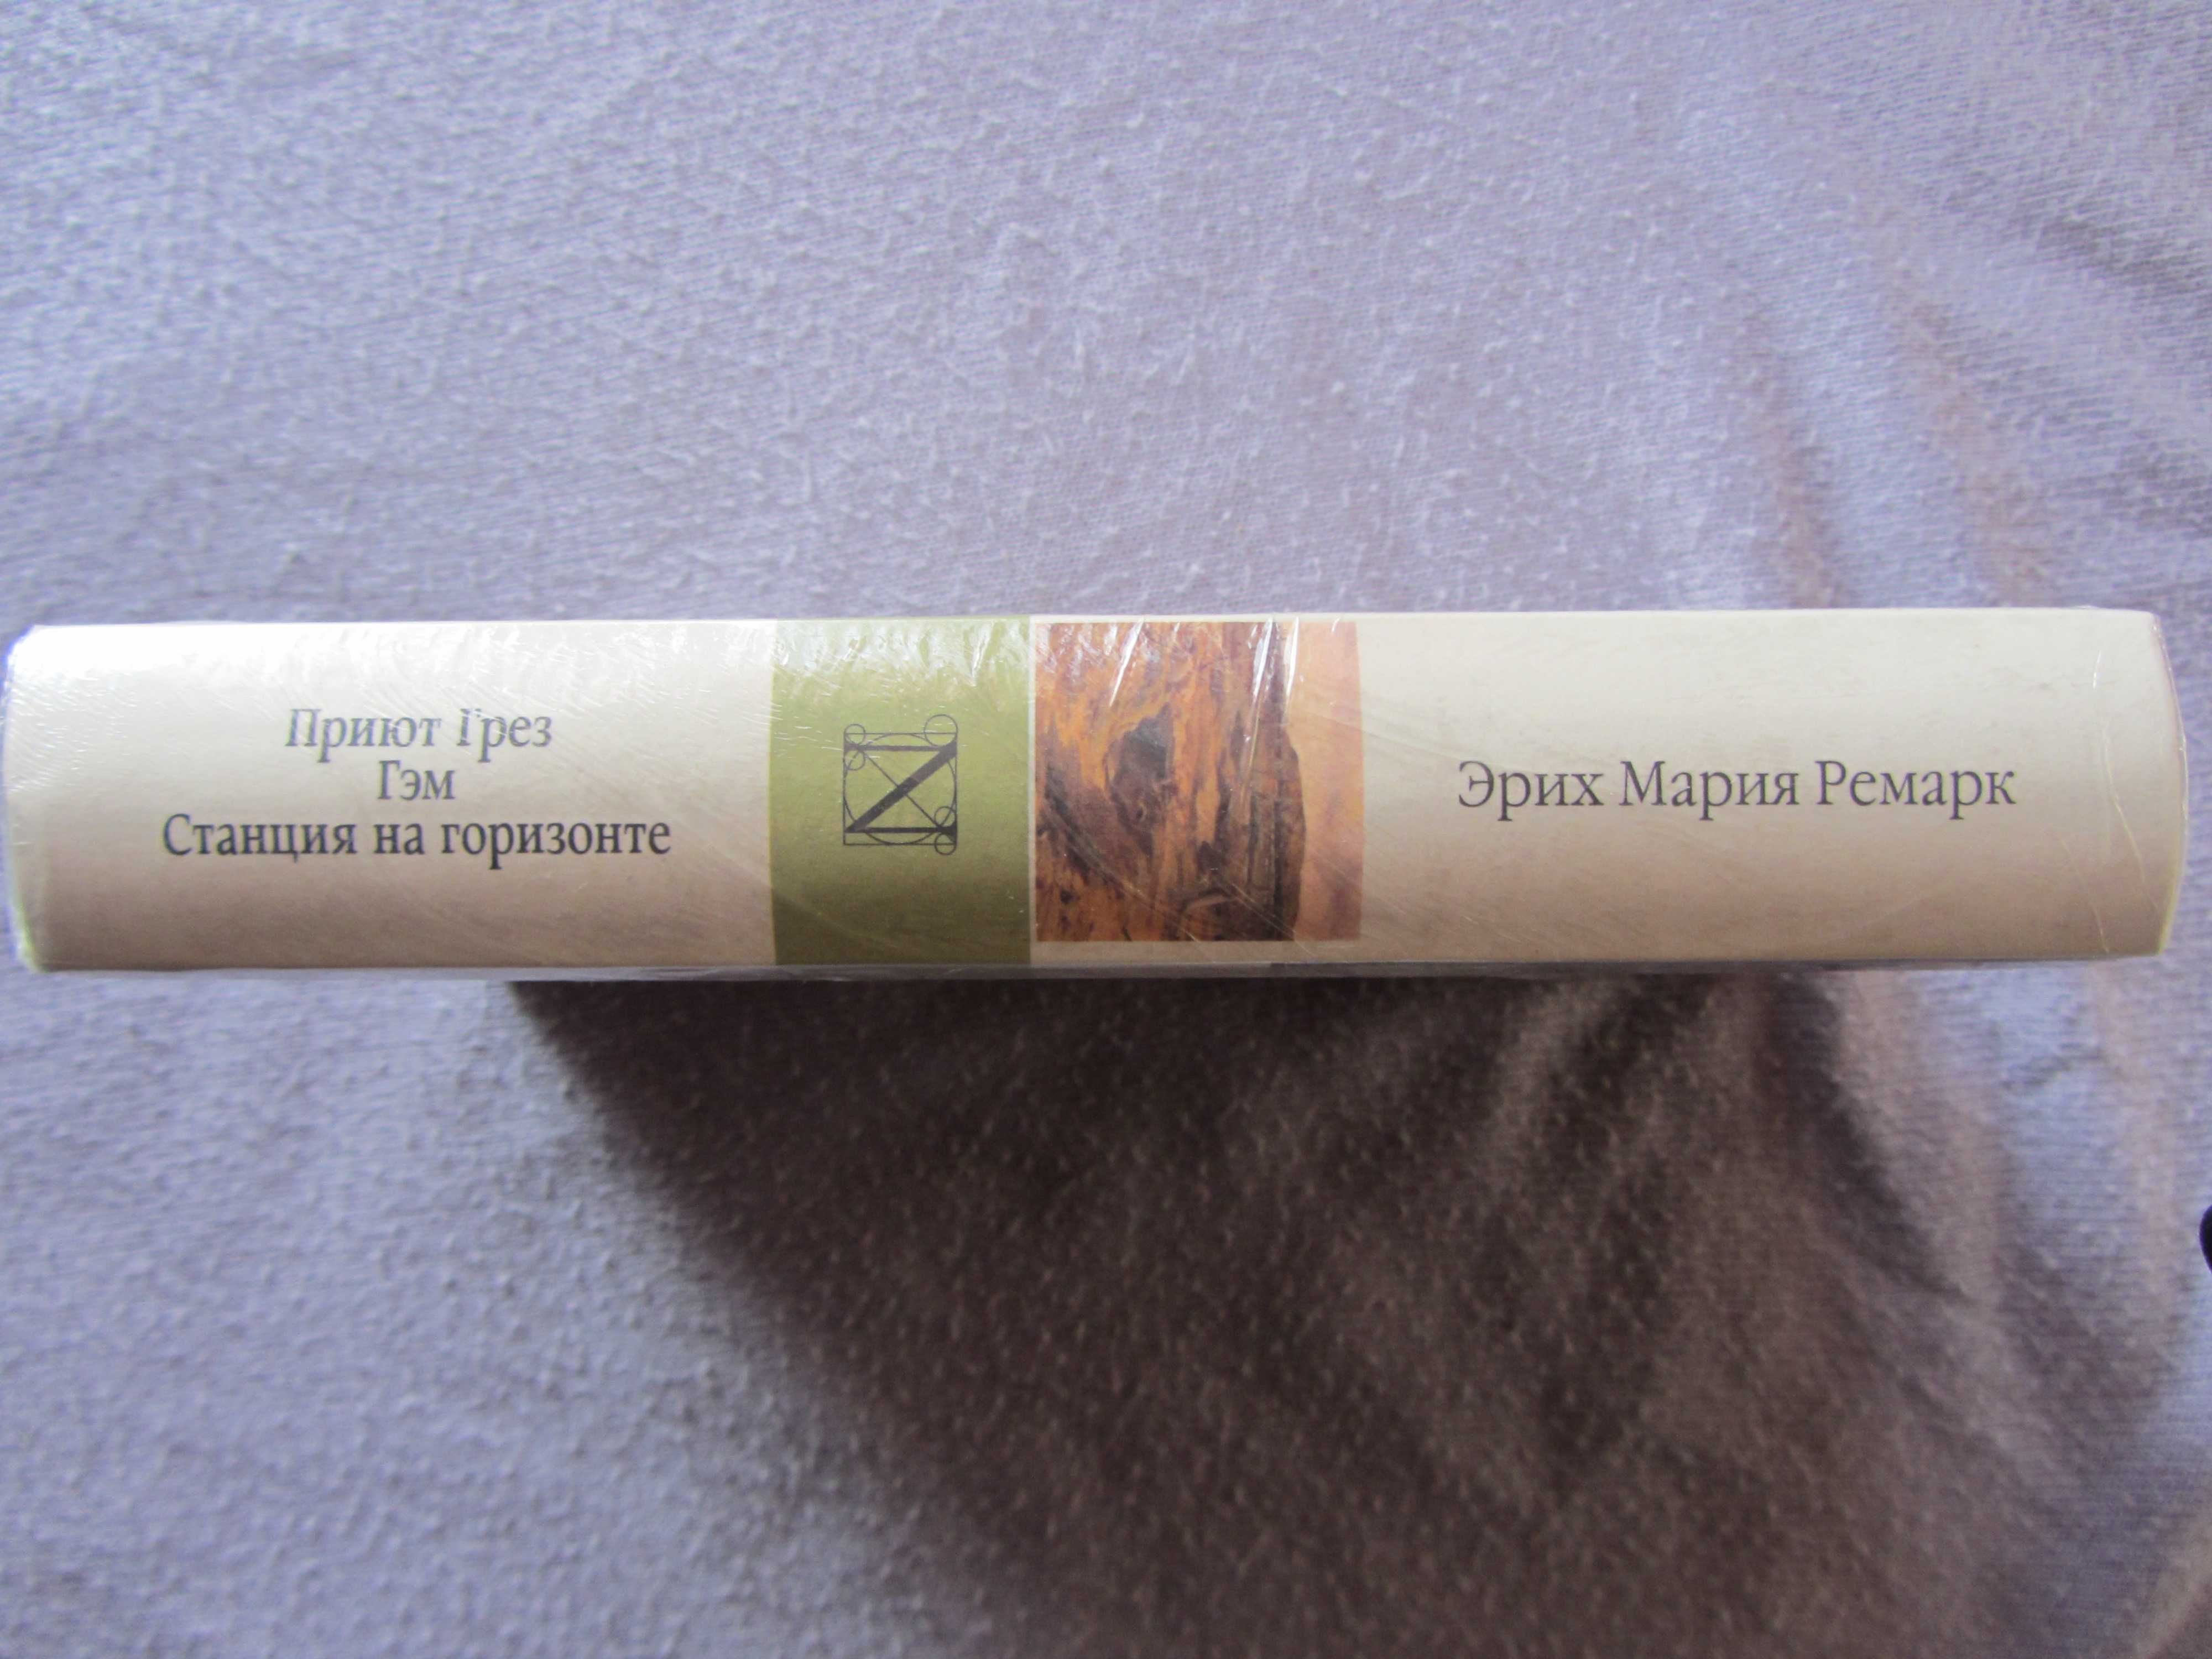 Приют Грез
Гэм
Станция на горизонте
Эрих Мария Ремарк